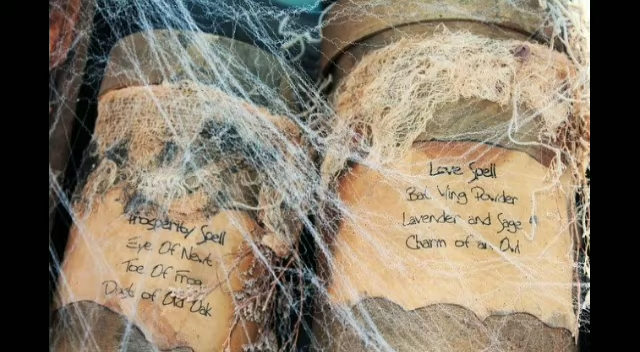 Prosperity Spell
Eye Of Newt
Toe Of Frog
Dust of Old Oak
Love Spell
Bat Wing Powder
Lavender and Sage
Charm of an Owl